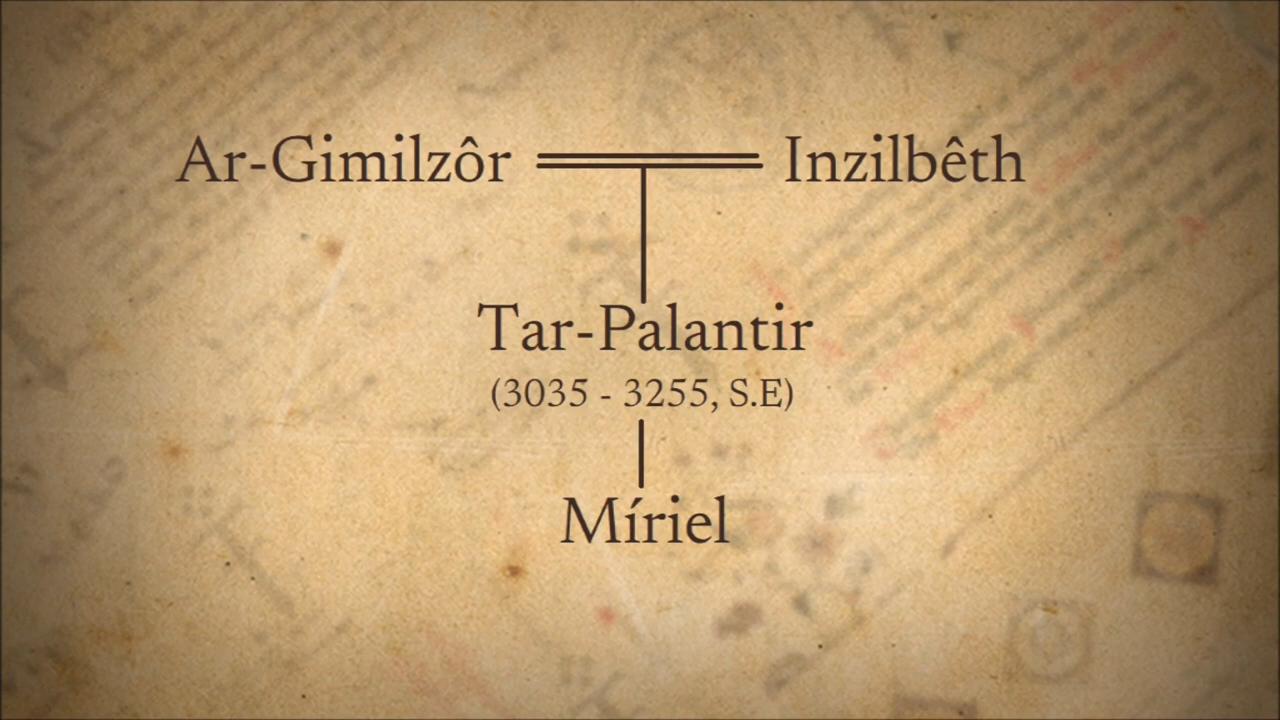 Ar-Gimilzôr Inzilbêth
Tar-Palantir
(3035 - 3255, S.E)
Míriel